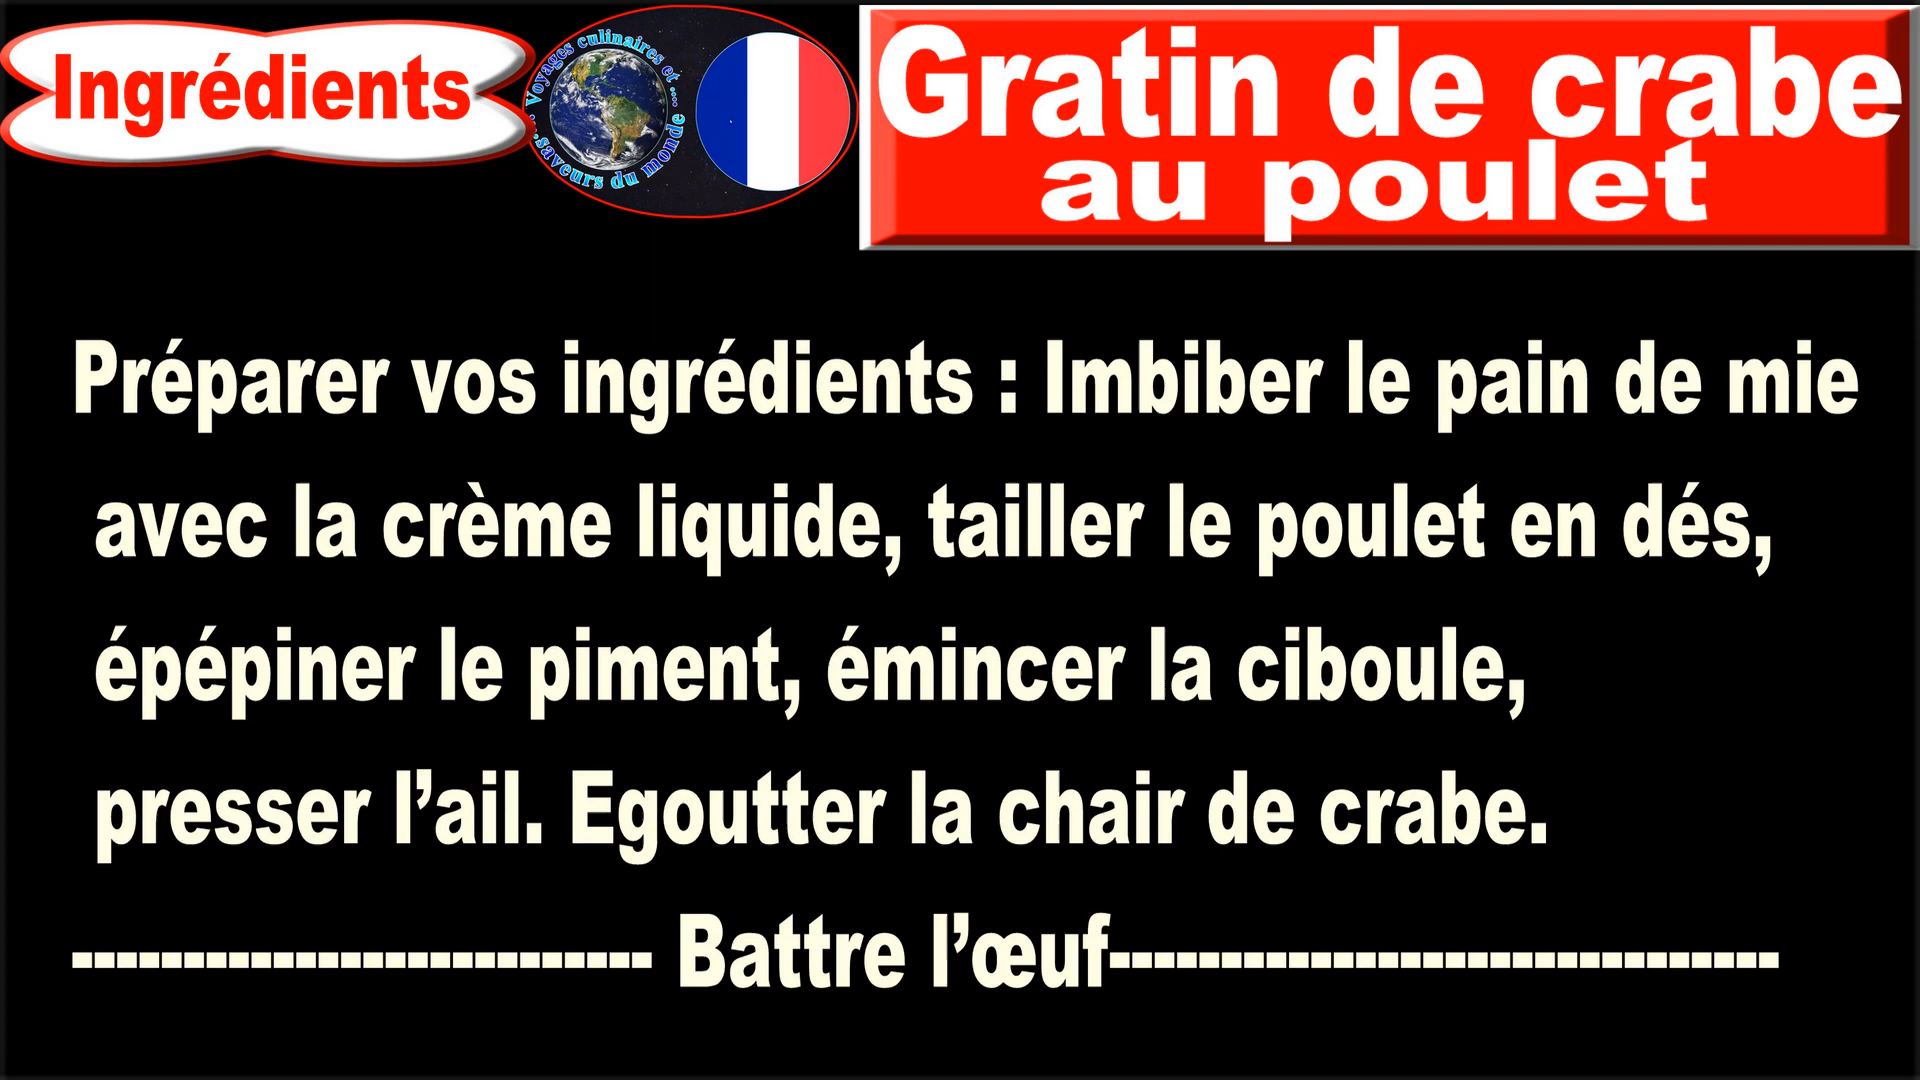 Ingrédients
Voyages culinaires et ....
...saveurs du monde
Gratin de crabe
au poulet
Préparer vos ingrédients : Imbiber le pain de mie
avec la crème liquide, tailler le poulet en dés,
épépiner le piment, émincer la ciboule,
presser l’ail. Egoutter la chair de crabe.
-------------------------- Battre l’œuf------------------------------